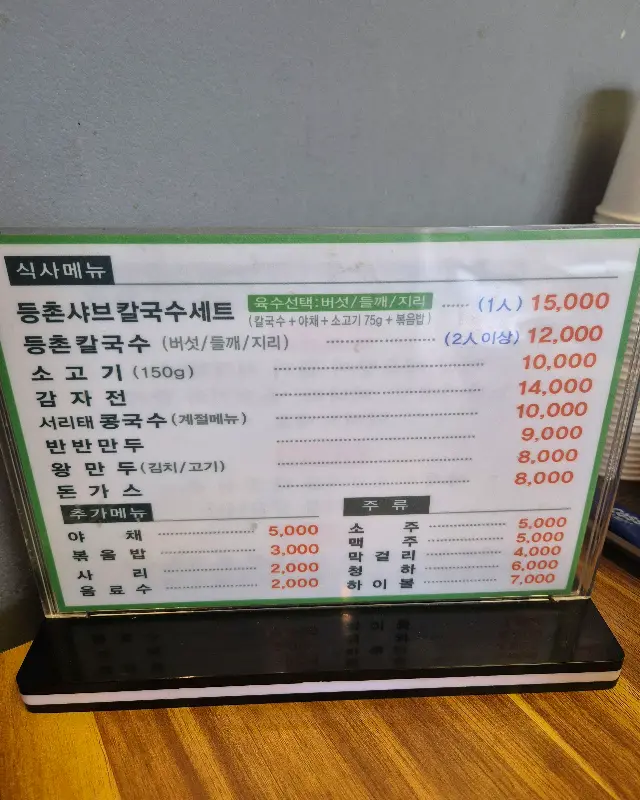 식사메뉴
등촌샤브칼국수세트 육수선택:버섯/들깨/지리 (1人) 15,000
(칼국수+야채+소고기 75g+볶음밥)
등촌칼국수 (버섯/들깨/지리) (2人이상) 12,000
소고기 (150g) 10,000
감자전 14,000
서리태 콩국수 (계절메뉴) 10,000
반반만두 9,000
왕만두 (김치/고기) 8,000
돈가스 8,000
추가메뉴
야채 5,000
볶음밥 3,000
사리 2,000
음료수 2,000
주류
소주 5,000
맥주 5,000
막걸리 4,000
청하 6,000
하이볼 7,000